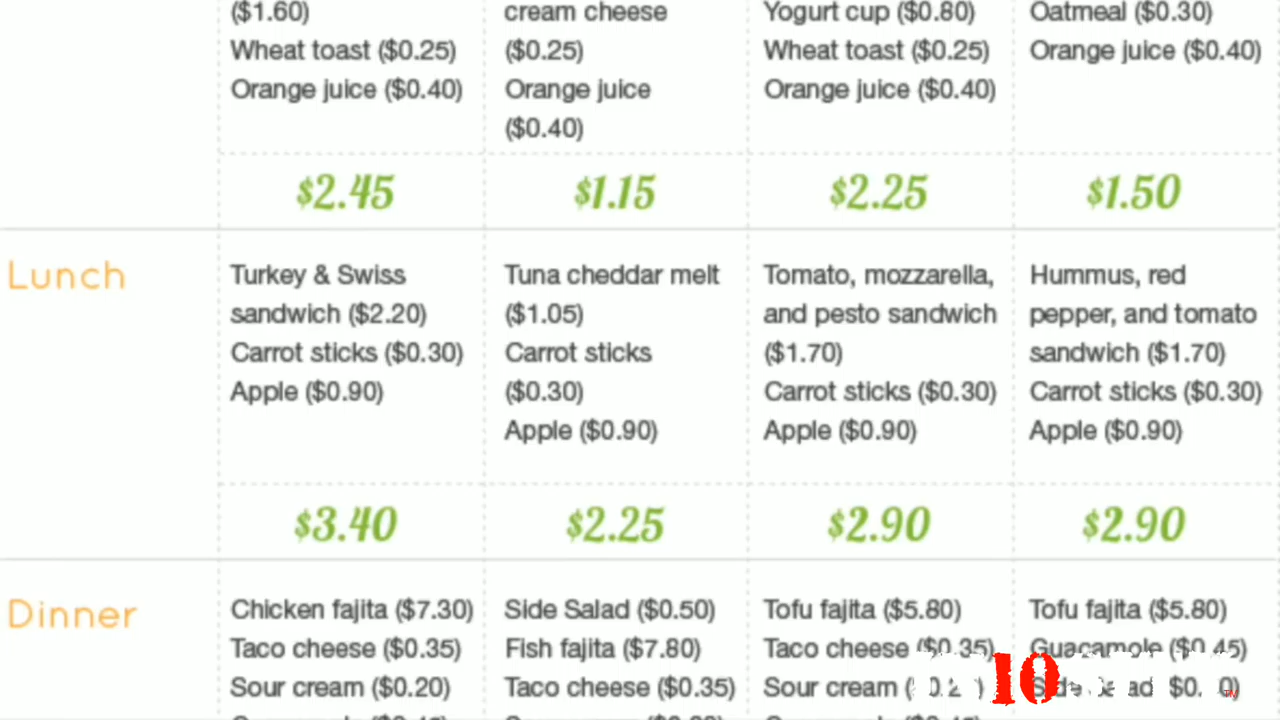 ($1.60)
Wheat toast ($0.25)
Orange juice ($0.40)
$2.45
cream cheese
($0.25)
Orange juice
($0.40)
$1.15
Yogurt cup ($0.80)
Wheat toast ($0.25)
Orange juice ($0.40)
$2.25
Oatmeal ($0.30)
Orange juice ($0.40)
$1.50
Lunch
Turkey & Swiss
sandwich ($2.20)
Carrot sticks ($0.30)
Apple ($0.90)
$3.40
Tuna cheddar melt
($1.05)
Carrot sticks
($0.30)
Apple ($0.90)
$2.25
Tomato, mozzarella,
and pesto sandwich
($1.70)
Carrot sticks ($0.30)
Apple ($0.90)
$2.90
Hummus, red
pepper, and tomato
sandwich ($1.70)
Carrot sticks ($0.30)
Apple ($0.90)
$2.90
Dinner
Chicken fajita ($7.30)
Taco cheese ($0.35)
Sour cream ($0.20)
Side Salad ($0.50)
Fish fajita ($7.80)
Taco cheese ($0.35)
Tofu fajita ($5.80)
Taco cheese ($0.35)
Sour cream
Tofu fajita ($5.80)
Guacamole ($0.45)
10
TM